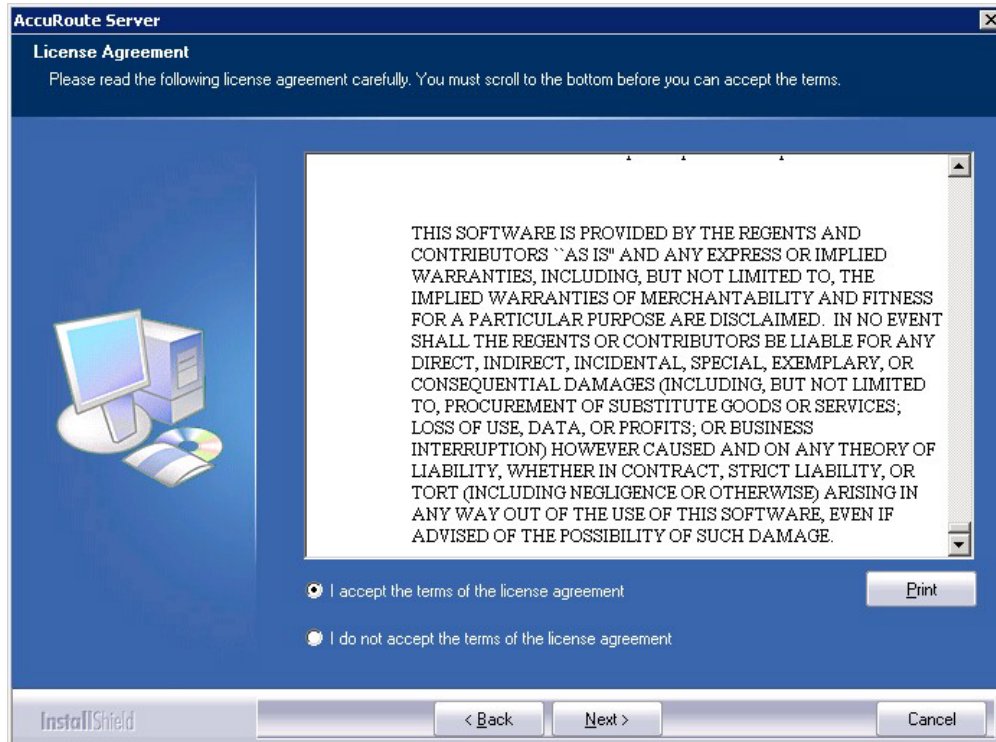 AccuRoute Server
License Agreement
Please read the following license agreement carefully. You must scroll to the bottom before you can accept the terms.
THIS SOFTWARE IS PROVIDED BY THE REGENTS AND
CONTRIBUTORS ``AS IS'' AND ANY EXPRESS OR IMPLIED
WARRANTIES, INCLUDING, BUT NOT LIMITED TO, THE
IMPLIED WARRANTIES OF MERCHANTABILITY AND FITNESS
FOR A PARTICULAR PURPOSE ARE DISCLAIMED.  IN NO EVENT
SHALL THE REGENTS OR CONTRIBUTORS BE LIABLE FOR ANY
DIRECT, INDIRECT, INCIDENTAL, SPECIAL, EXEMPLARY, OR
CONSEQUENTIAL DAMAGES (INCLUDING, BUT NOT LIMITED
TO, PROCUREMENT OF SUBSTITUTE GOODS OR SERVICES;
LOSS OF USE, DATA, OR PROFITS; OR BUSINESS
INTERRUPTION) HOWEVER CAUSED AND ON ANY THEORY OF
LIABILITY, WHETHER IN CONTRACT, STRICT LIABILITY, OR
TORT (INCLUDING NEGLIGENCE OR OTHERWISE) ARISING IN
ANY WAY OUT OF THE USE OF THIS SOFTWARE, EVEN IF
ADVISED OF THE POSSIBILITY OF SUCH DAMAGE.
I accept the terms of the license agreement
Print
I do not accept the terms of the license agreement
InstallShield
< Back
Next >
Cancel